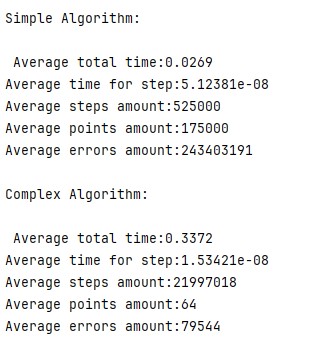 Simple Algorithm:
Average total time:0.0269
Average time for step:5.12381e-08
Average steps amount:525000
Average points amount:175000
Average errors amount:243403191
Complex Algorithm:
Average total time:0.3372
Average time for step:1.53421e-08
Average steps amount:21997018
Average points amount:64
Average errors amount:79544